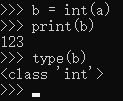 >>> b = int(a)
>>> print(b)
123
>>> type(b)
<class 'int'>
>>>